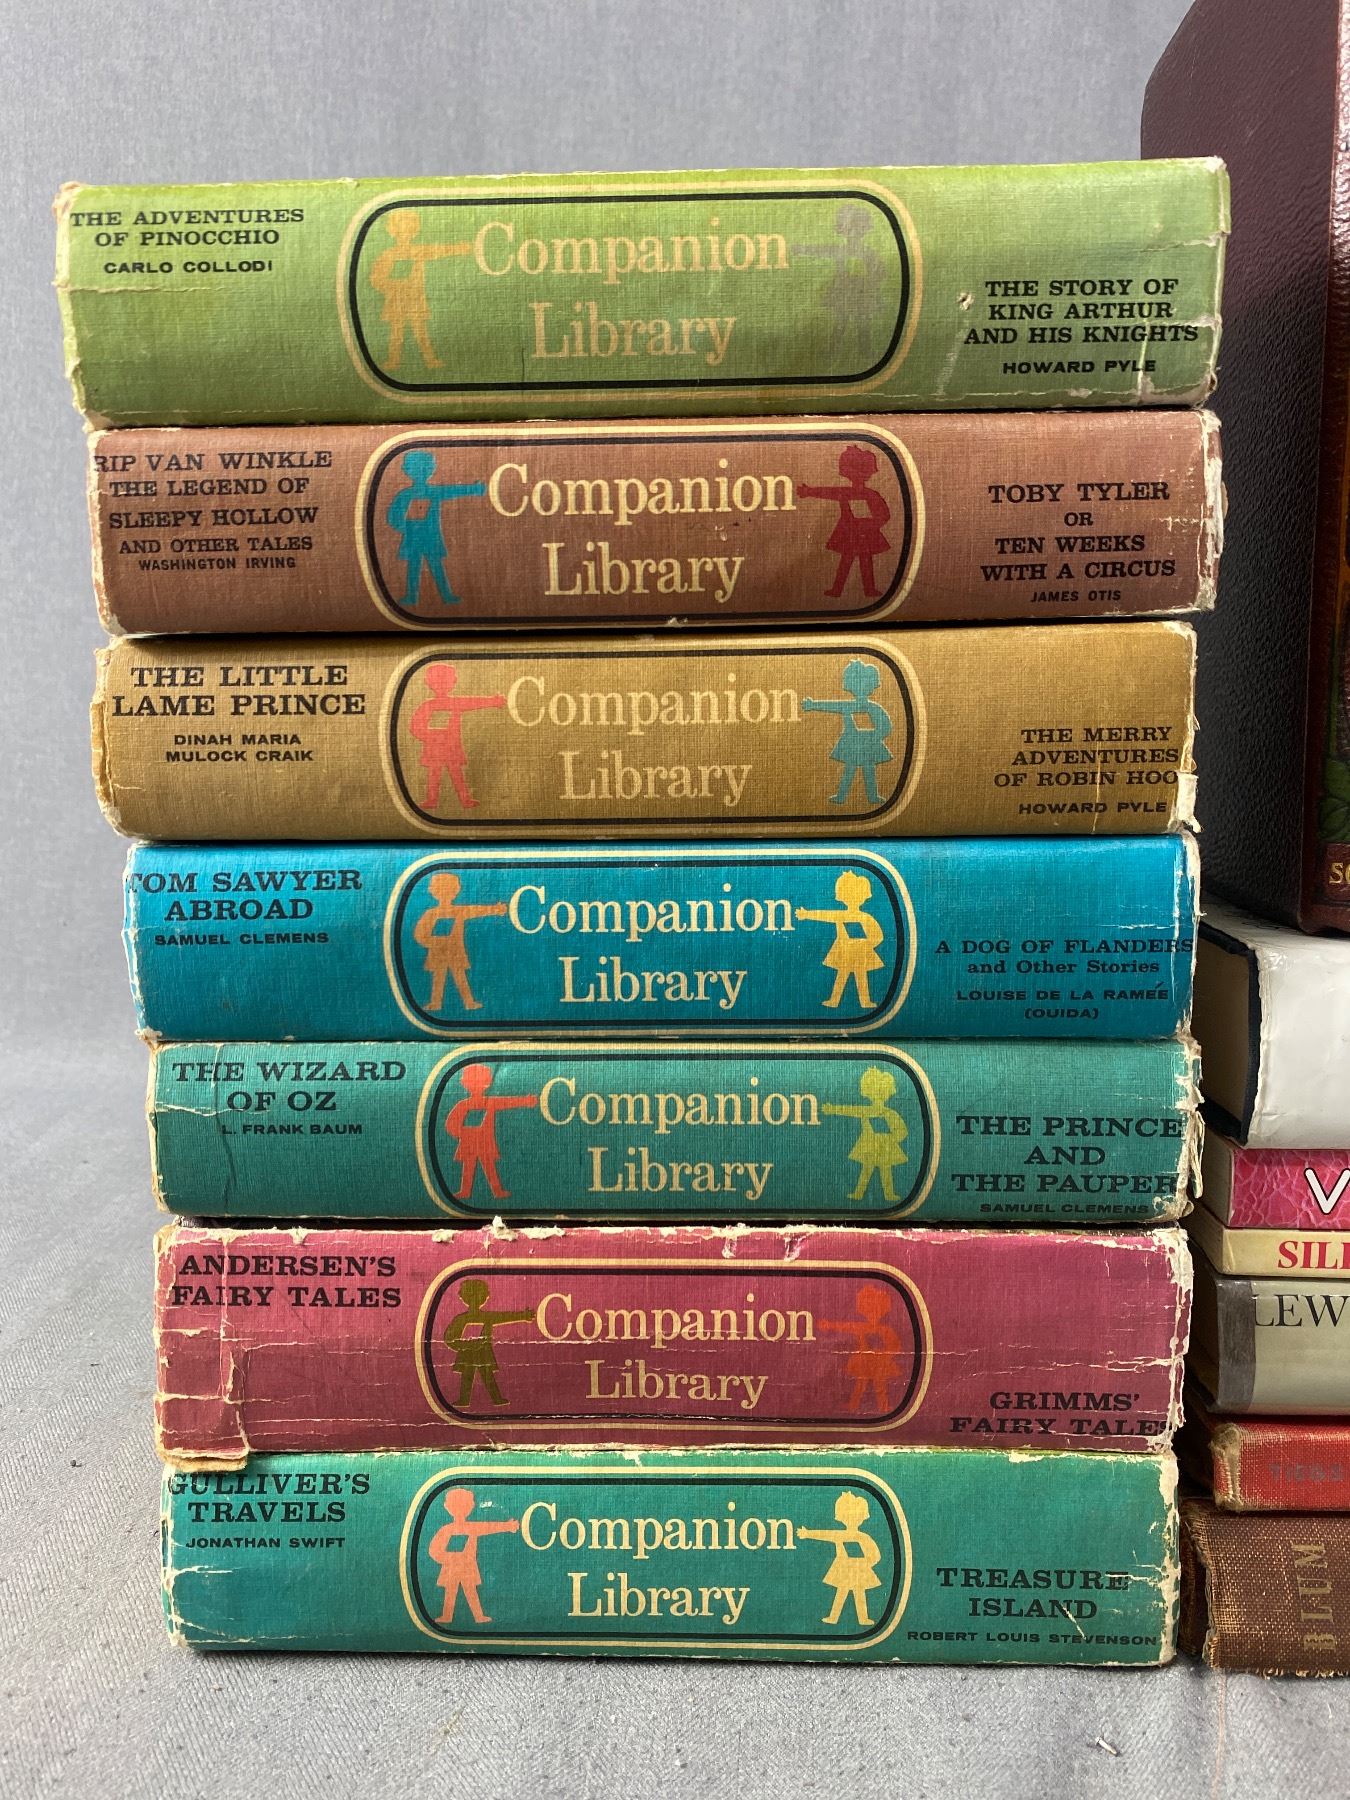 THE ADVENTURES
OF PINOCCHIO
CARLO COLLODI
Companion
Library
THE STORY OF
KING ARTHUR
AND HIS KNIGHTS
HOWARD PYLE
RIP VAN WINKLE
THE LEGEND OF
SLEEPY HOLLOW
AND OTHER TALES
WASHINGTON IRVING
Companion
Library
TOBY TYLER
OR
TEN WEEKS
WITH A CIRCUS
JAMES OTIS
THE LITTLE
LAME PRINCE
DINAH MARIA
MULOCK CRAIK
Companion
Library
THE MERRY
ADVENTURES
OF ROBIN HOO
HOWARD PYLE
TOM SAWYER
ABROAD
SAMUEL CLEMENS
Companion
Library
A DOG OF FLANDERS
and Other Stories
LOUISE DE LA RAMEÉ
(OUIDA)
THE WIZARD
OF OZ
L. FRANK BAUM
Companion
Library
THE PRINCE
AND
THE PAUPER
SAMUEL CLEMENS
ANDERSEN'S
FAIRY TALES
Companion
Library
GRIMMS'
FAIRY TALES
GULLIVER'S
TRAVELS
JONATHAN SWIFT
Companion
Library
TREASURE
ISLAND
ROBERT LOUIS STEVENSON
V
SIL
LEW